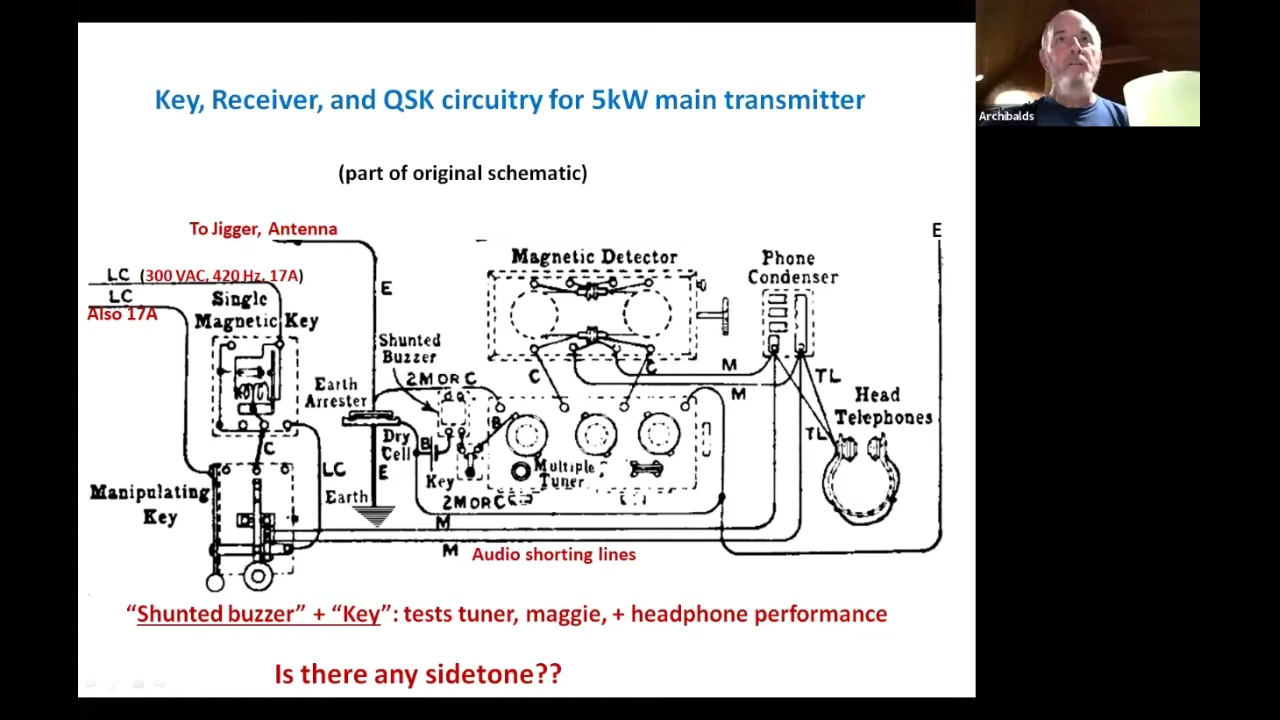 Key, Receiver, and QSK circuitry for 5kW main transmitter
(part of original schematic)
Archibalds
To Jigger, Antenna
E
LC (300 VAC, 420 Hz, 17A)
LC
Also 17A
Single
Magnetic Key
E
Magnetic Detector
Phone
Condenser
Shunted
Buzzer
2M OR C
Earth
Arrester
C
C
M
M
TL
TL
Head
Telephones
Dry
Cell
B
B
E
Key
Multiple
Tuner
C
LC
Manipulating
Key
Earth
2M OR C
M
M
Audio shorting lines
“Shunted buzzer” + “Key”: tests tuner, maggie, + headphone performance
Is there any sidetone??